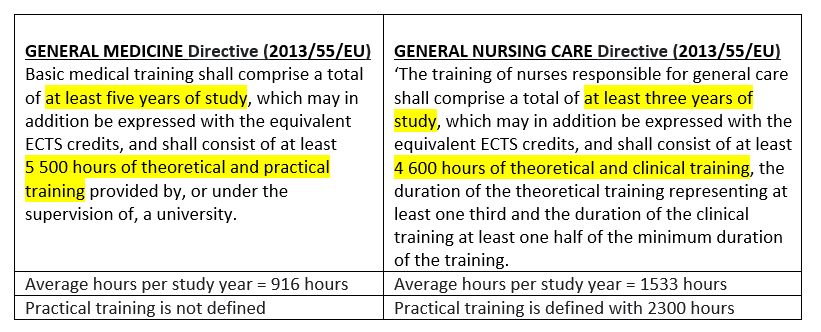 GENERAL MEDICINE Directive (2013/55/EU)
Basic medical training shall comprise a total
of at least five years of study, which may in
addition be expressed with the equivalent
ECTS credits, and shall consist of at least
5 500 hours of theoretical and practical
training provided by, or under the
supervision of, a university.
GENERAL NURSING CARE Directive (2013/55/EU)
‘The training of nurses responsible for general care
shall comprise a total of at least three years of
study, which may in addition be expressed with the
equivalent ECTS credits, and shall consist of at least
4 600 hours of theoretical and clinical training, the
duration of the theoretical training representing at
least one third and the duration of the clinical
training at least one half of the minimum duration
of the training.
Average hours per study year = 916 hours
Average hours per study year = 1533 hours
Practical training is not defined
Practical training is defined with 2300 hours